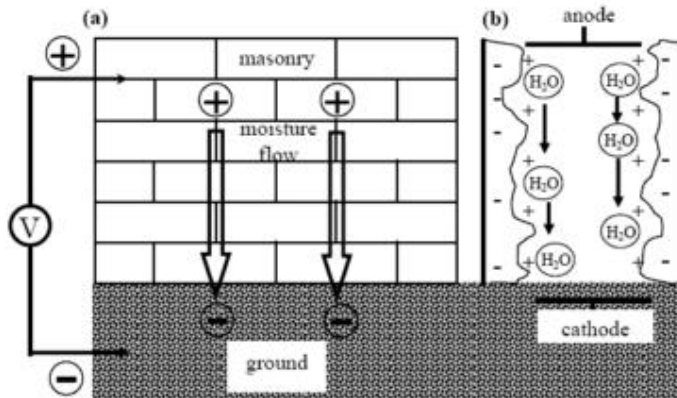 (a)
(b)
anode
masonry
moisture
flow
V
H₂O
H₂O
H₂O
H₂O
H₂O
H₂O
cathode
ground